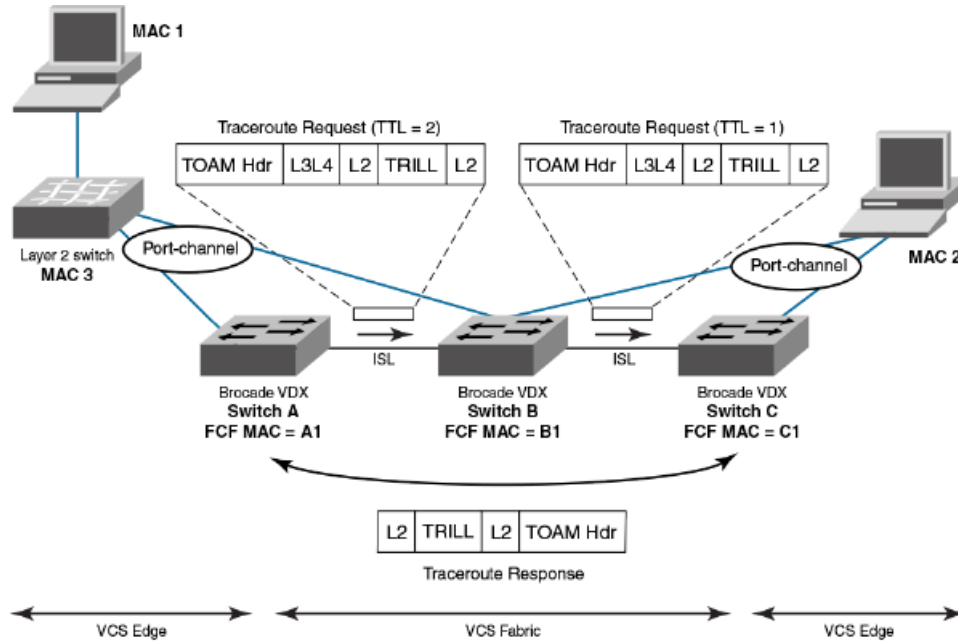 MAC 1
Traceroute Request (TTL = 2)
TOAM Hdr L3L4 L2 TRILL L2
Traceroute Request (TTL = 1)
TOAM Hdr L3L4 L2 TRILL L2
Layer 2 switch
MAC 3
Port-channel
Port-channel
MAC 2
ISL
ISL
Brocade VDX
Switch A
FCF MAC = A1
Brocade VDX
Switch B
FCF MAC = B1
Brocade VDX
Switch C
FCF MAC = C1
L2 TRILL L2 TOAM Hdr
Traceroute Response
VCS Edge
VCS Fabric
VCS Edge